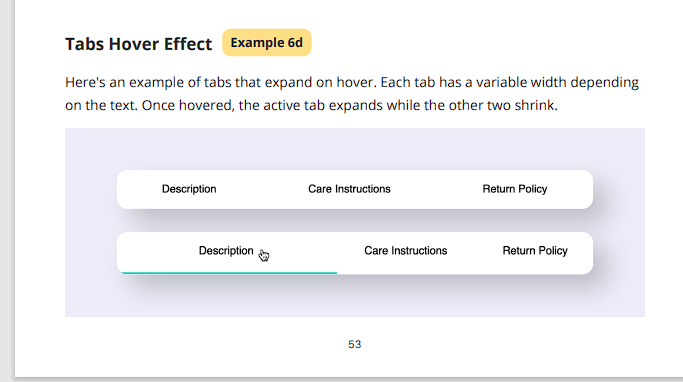 Tabs Hover Effect Example 6d
Here's an example of tabs that expand on hover. Each tab has a variable width depending
on the text. Once hovered, the active tab expands while the other two shrink.
Description Care Instructions Return Policy
Description Care Instructions Return Policy
53